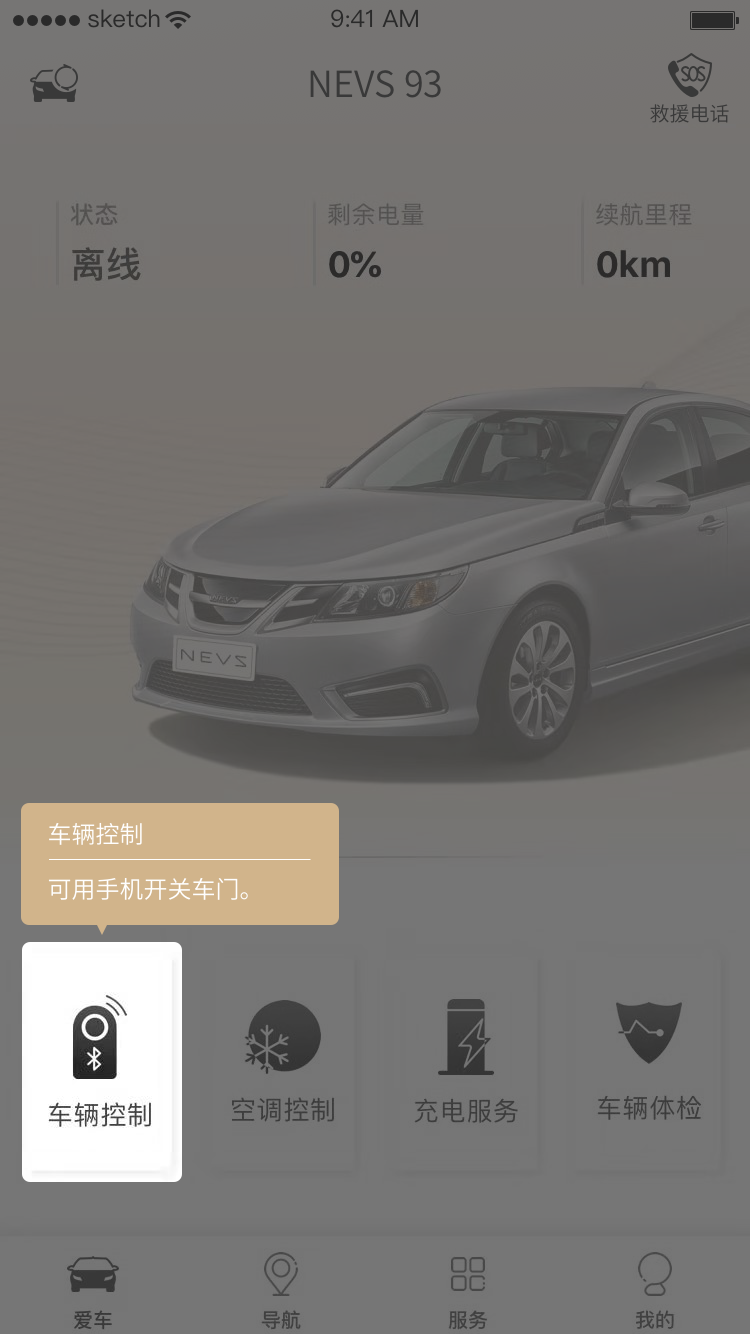 sketch 9:41 AM
NEVS 93
SOS
救援电话
状态 剩余电量 续航里程
离线 0% 0km
NEVS
NEVS
车辆控制
可用手机开关车门。
车辆控制 空调控制 充电服务 车辆体检
爱车 导航 服务 我的